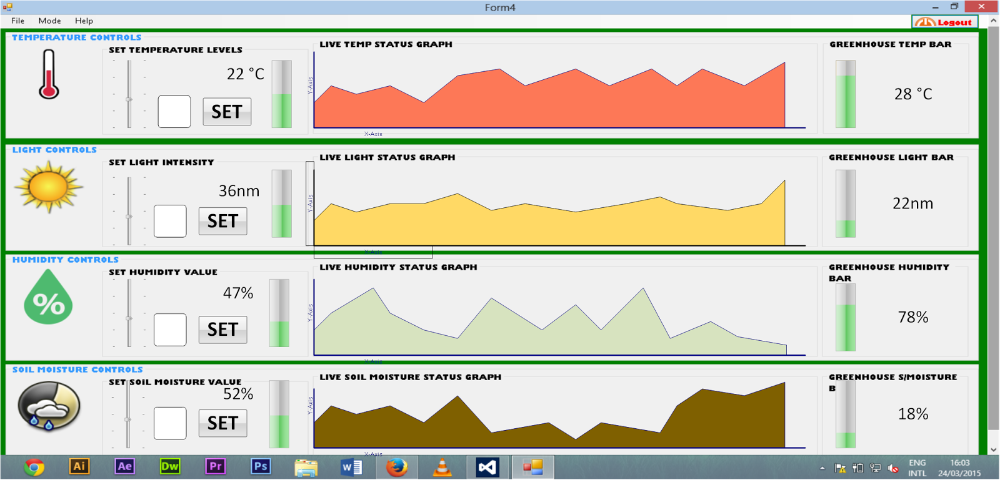 Form4
File Mode Help
Logout
TEMPERATURE CONTROLS
SET TEMPERATURE LEVELS
22 °C
SET
LIVE TEMP STATUS GRAPH
Y-Axis
X-Axis
GREENHOUSE TEMP BAR
28 °C
LIGHT CONTROLS
SET LIGHT INTENSITY
36nm
SET
LIVE LIGHT STATUS GRAPH
Y-Axis
X-Axis
GREENHOUSE LIGHT BAR
22nm
HUMIDITY CONTROLS
%
SET HUMIDITY VALUE
47%
SET
LIVE HUMIDITY STATUS GRAPH
Y-Axis
X-Axis
GREENHOUSE HUMIDITY
BAR
78%
SOIL MOISTURE CONTROLS
SET SOIL MOISTURE VALUE
52%
SET
LIVE SOIL MOISTURE STATUS GRAPH
Y-Axis
X-Axis
GREENHOUSE S/MOISTURE
B
18%
Ai Ae Dw Pr Ps W
ENG
INTL
16:03
24/03/2015